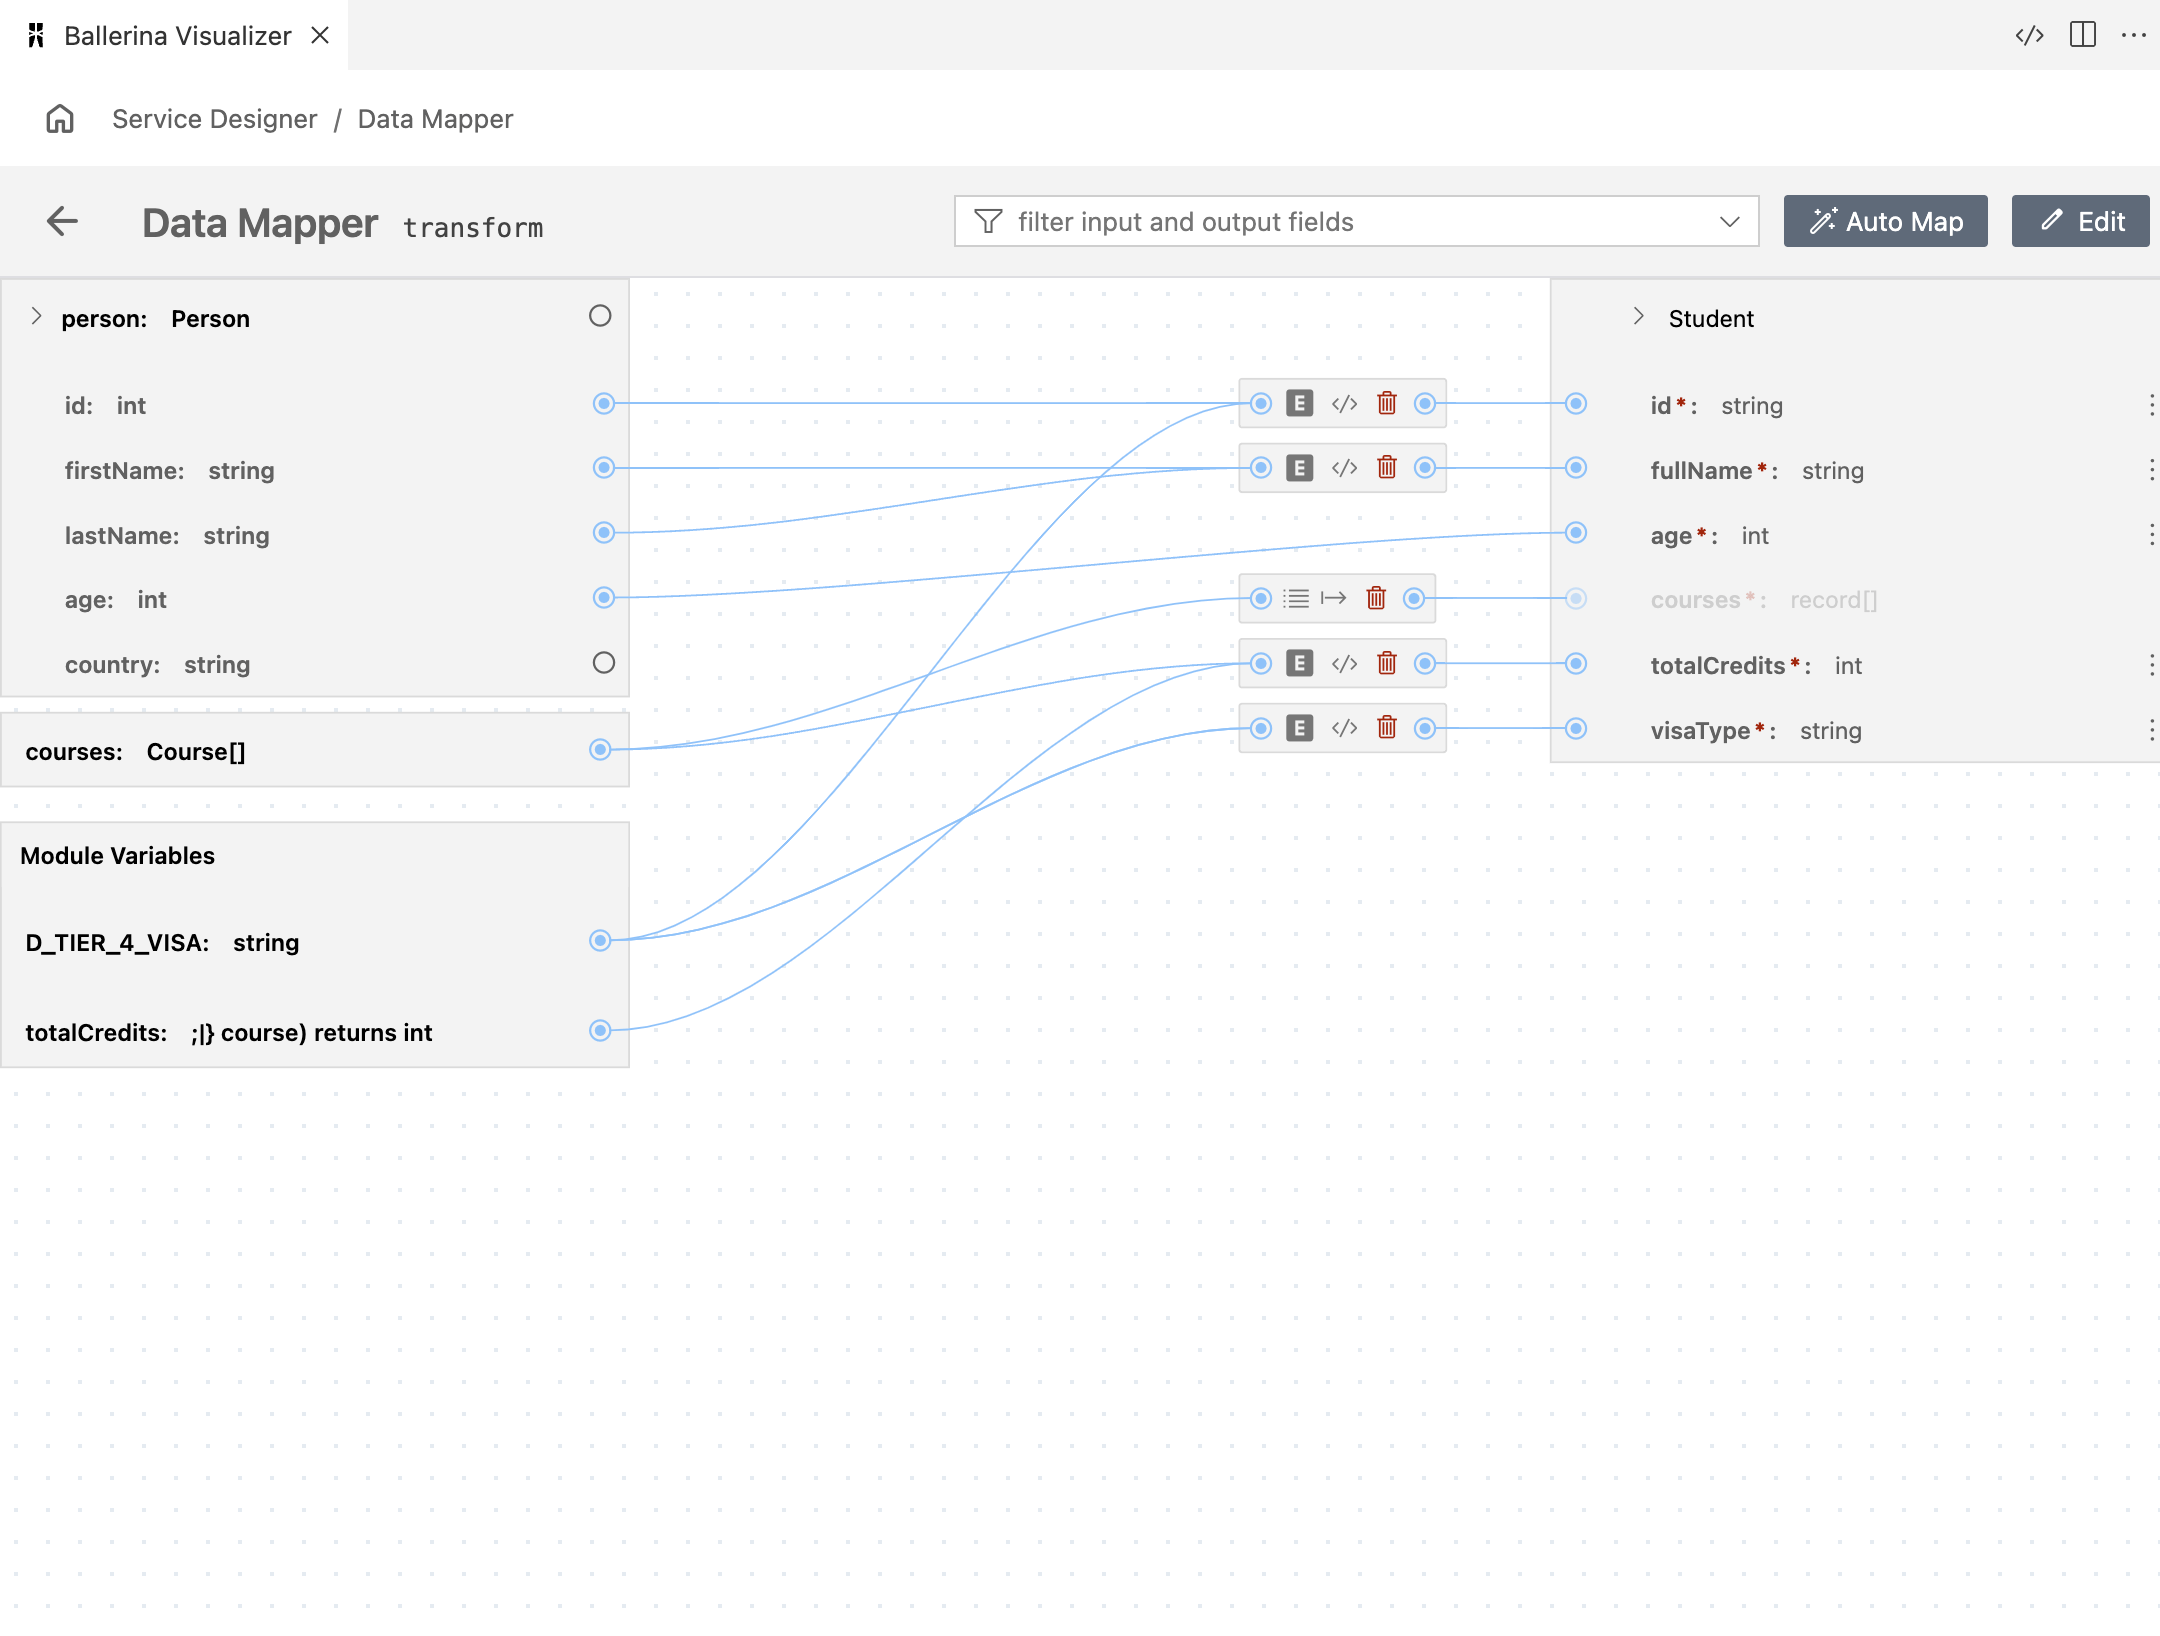 Ballerina Visualizer
Service Designer / Data Mapper
Data Mapper transform
filter input and output fields
Auto Map
Edit
person: Person
id: int
firstName: string
lastName: string
age: int
country: string
courses: Course[]
Module Variables
D_TIER_4_VISA: string
totalCredits: ;|} course) returns int
E
E
E
E
Student
id*: string
fullName*: string
age*: int
courses*: record[]
totalCredits*: int
visaType*: string